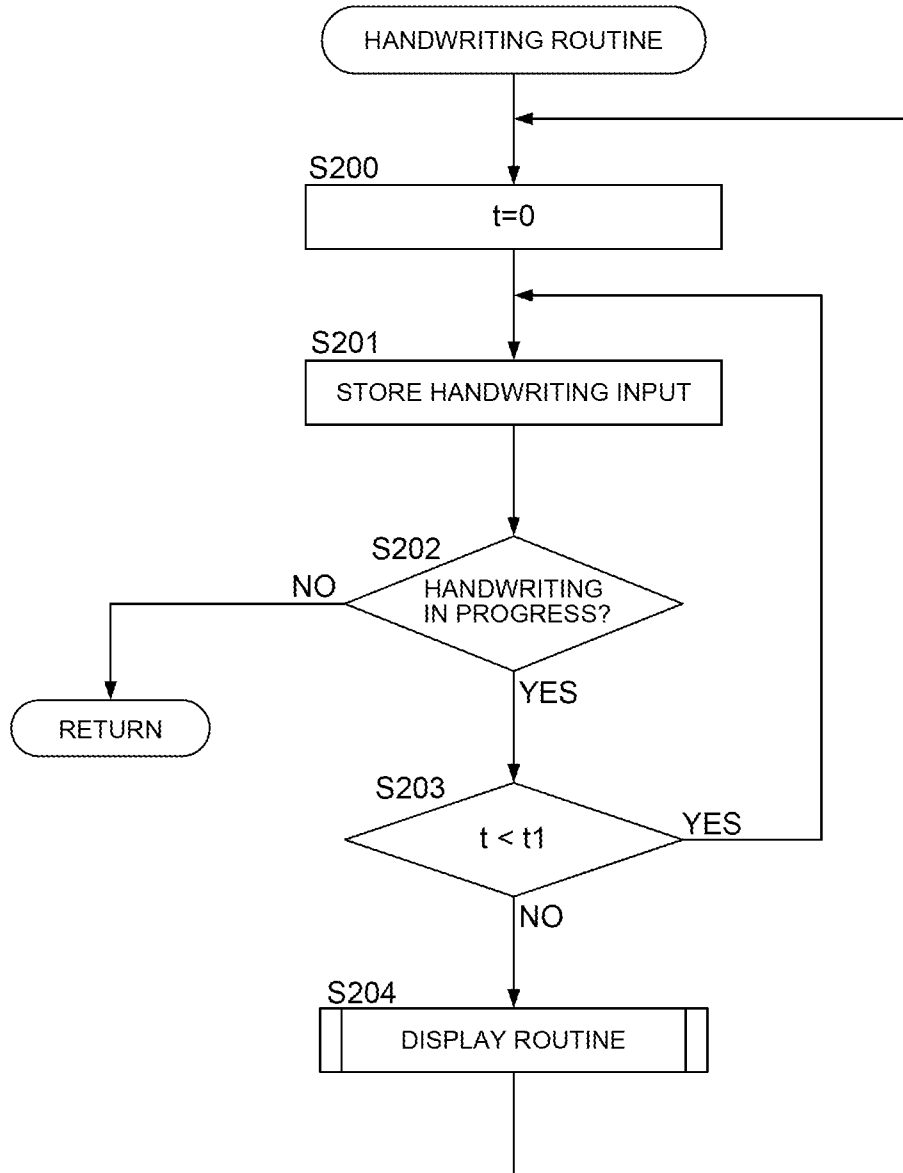 HANDWRITING ROUTINE
S200
t=0
S201
STORE HANDWRITING INPUT
S202
HANDWRITING
IN PROGRESS?
NO
YES
RETURN
S203
t < t1
YES
NO
S204
DISPLAY ROUTINE